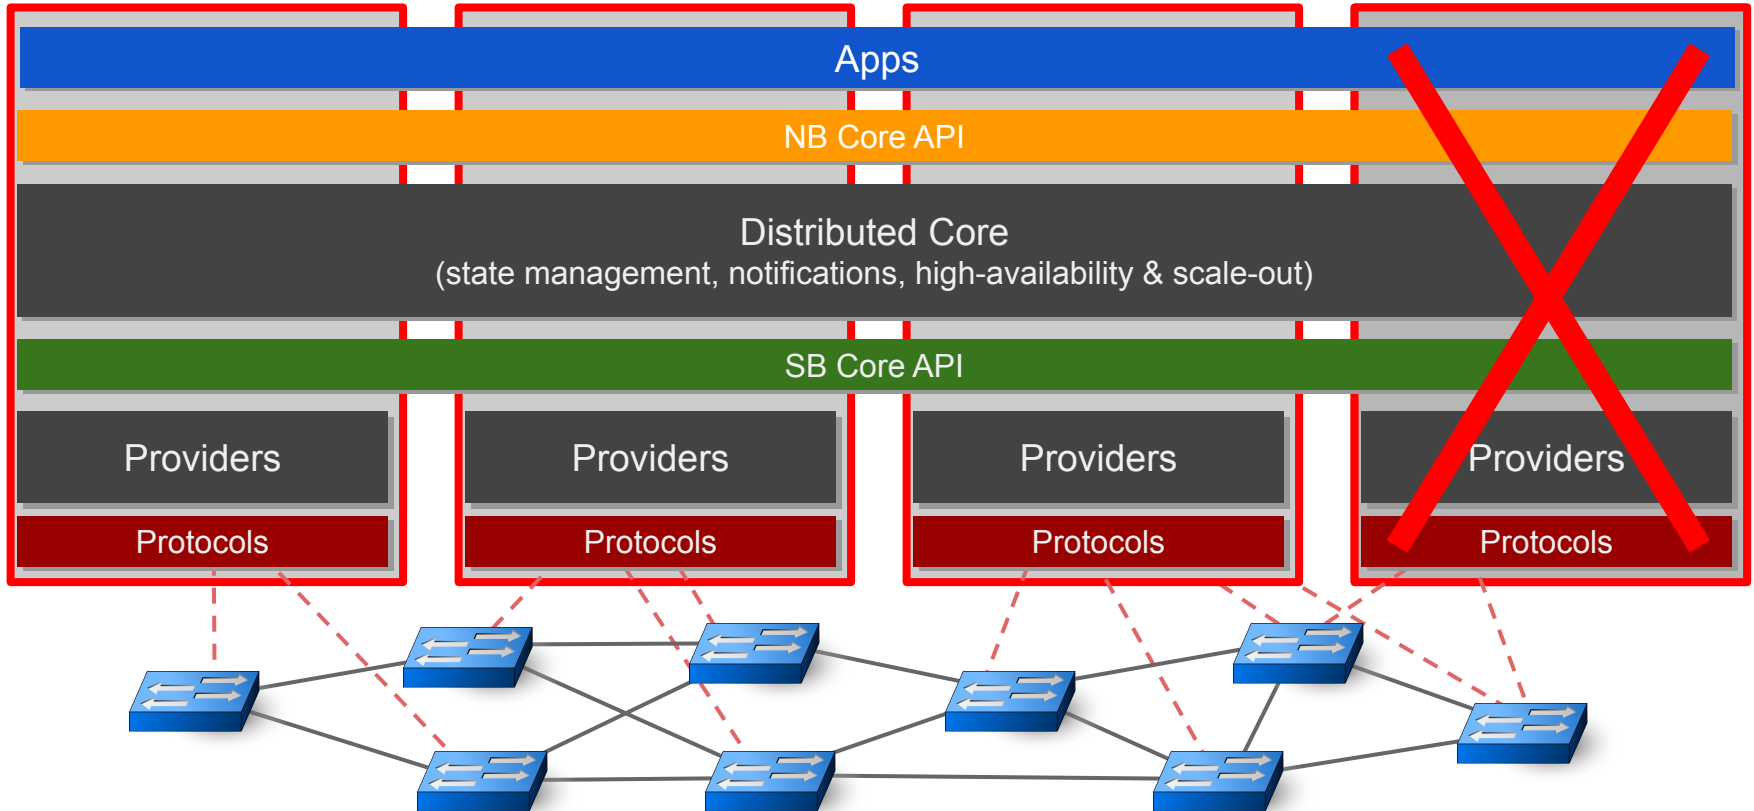 Apps
NB Core API
Distributed Core
(state management, notifications, high-availability & scale-out)
SB Core API
Providers
Providers
Providers
Providers
Protocols
Protocols
Protocols
Protocols